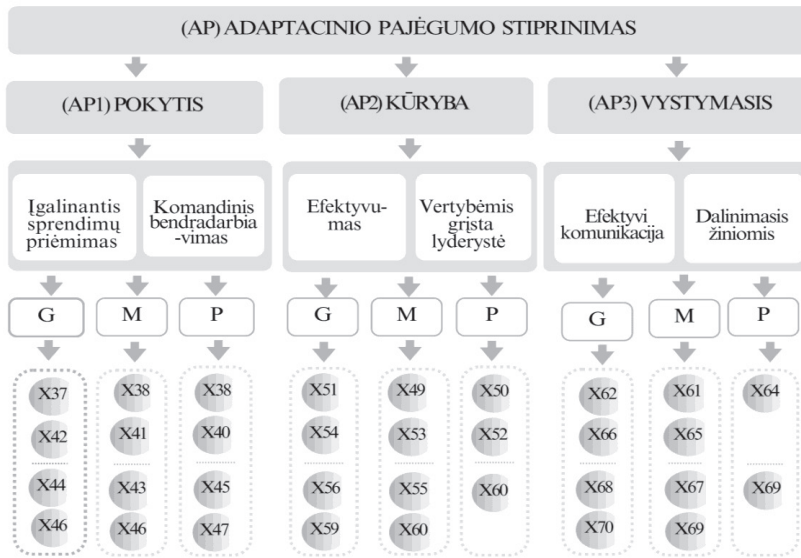 (AP) ADAPTACINIO PAJĖGUMO STIPRINIMAS
(AP1) POKYTIS
(AP2) KŪRYBA
(AP3) VYSTYMASIS
Įgalinantis
sprendimų
priėmimas
Komandinis
bendradarbia
-vimas
Efektyvu-
mas
Vertybėmis
grįsta
lyderystė
Efektyvi
komunikacija
Dalinimasis
žiniomis
G M P G M P G M P
X37 X38 X38 X51 X49 X50 X62 X61 X64
X42 X41 X40 X54 X53 X52 X66 X65
X44 X43 X45 X56 X55 X60 X68 X67 X69
X46 X46 X47 X59 X60 X70 X69